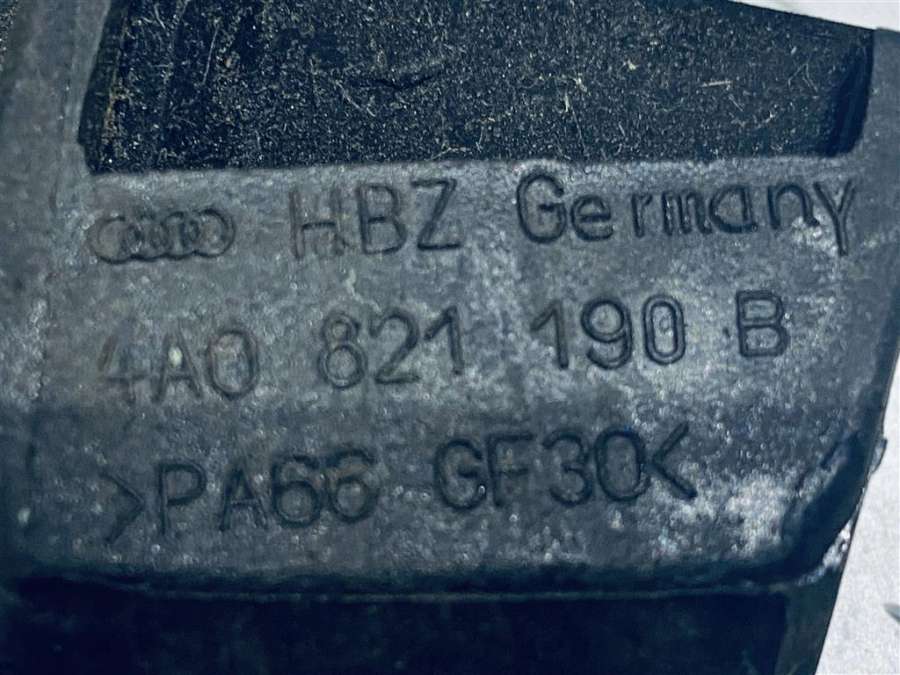 HBZ Germany
4A0 821 190 B
>PA66 GF30<